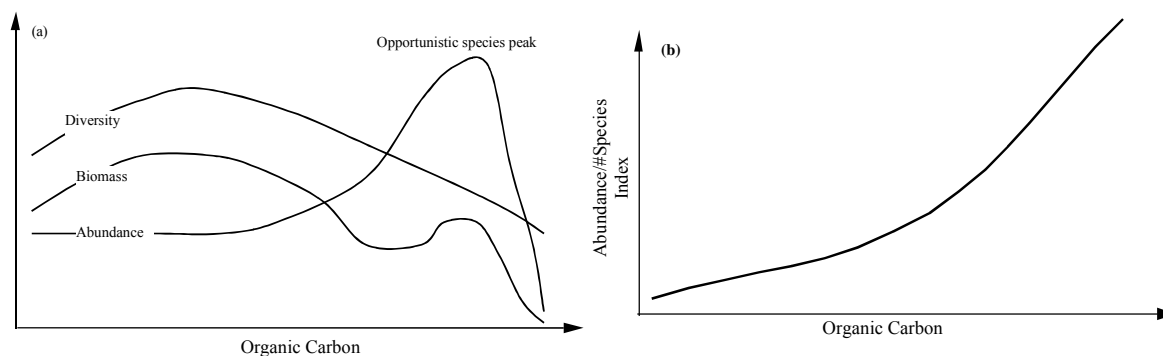 (a)
Opportunistic species peak
Diversity
Biomass
Abundance
Organic Carbon
(b)
Abundance/#Species
Index
Organic Carbon